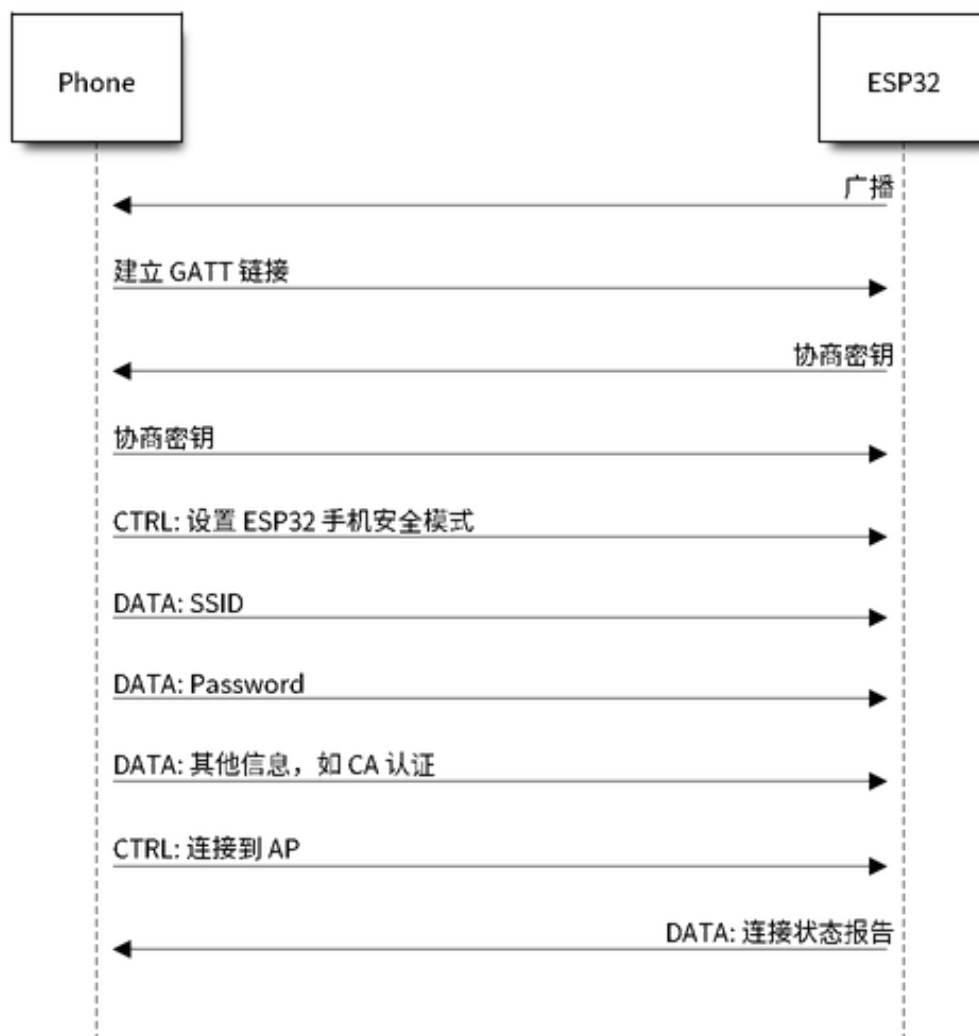 Phone
ESP32
广播
建立 GATT 链接
协商密钥
协商密钥
CTRL: 设置 ESP32 手机安全模式
DATA: SSID
DATA: Password
DATA: 其他信息，如 CA 认证
CTRL: 连接到 AP
DATA: 连接状态报告